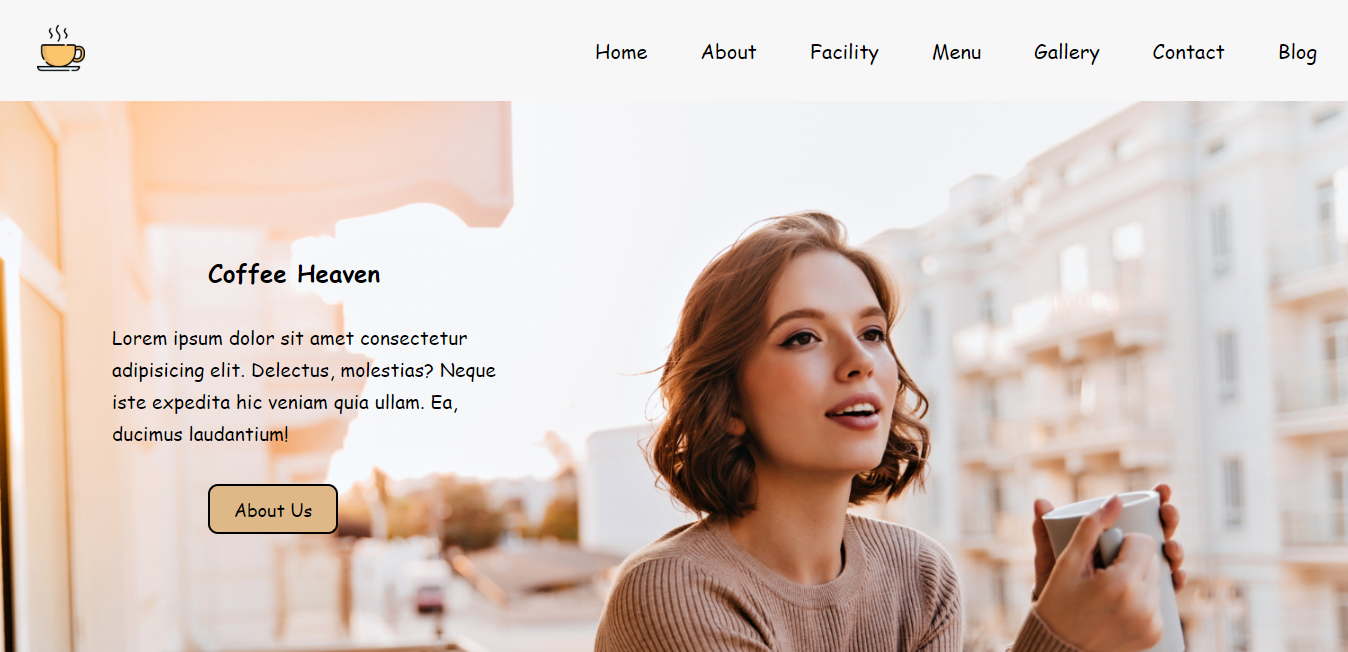 Home About Facility Menu Gallery Contact Blog
Coffee Heaven
Lorem ipsum dolor sit amet consectetur
adipisicing elit. Delectus, molestias? Neque
iste expedita hic veniam quia ullam. Ea,
ducimus laudantium!
About Us